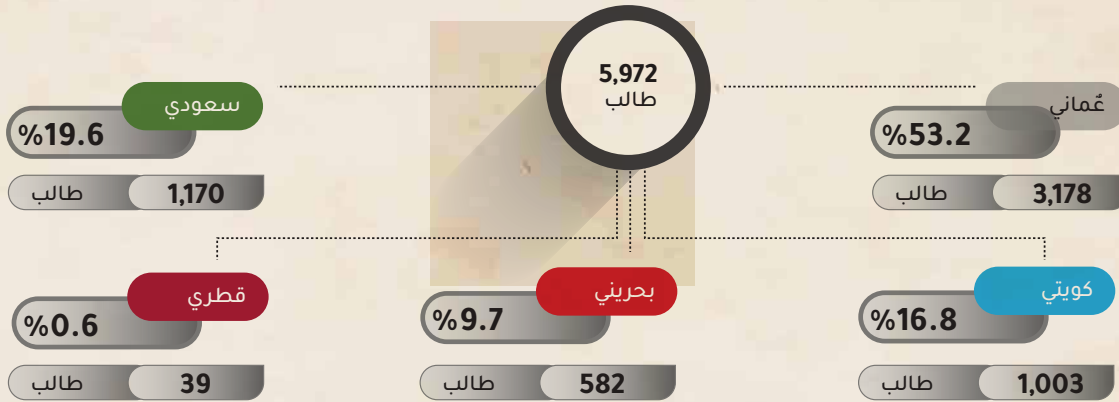 5,972
طالب
عُماني
%53.2
3,178 طالب
سعودي
%19.6
1,170 طالب
كويتي
%16.8
1,003 طالب
بحريني
%9.7
582 طالب
قطري
%0.6
39 طالب